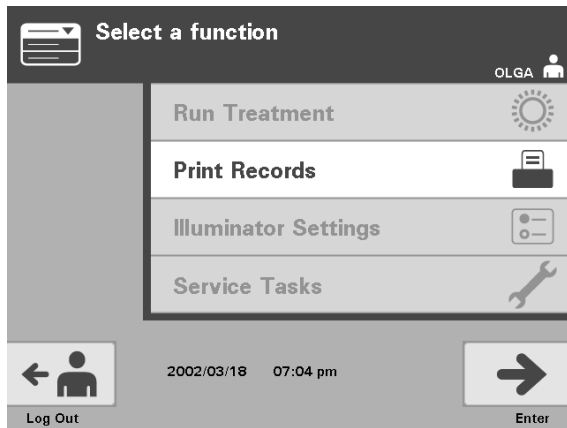 Select a function
OLGA
Run Treatment
Print Records
Illuminator Settings
Service Tasks
2002/03/18 07:04 pm
Log Out
Enter